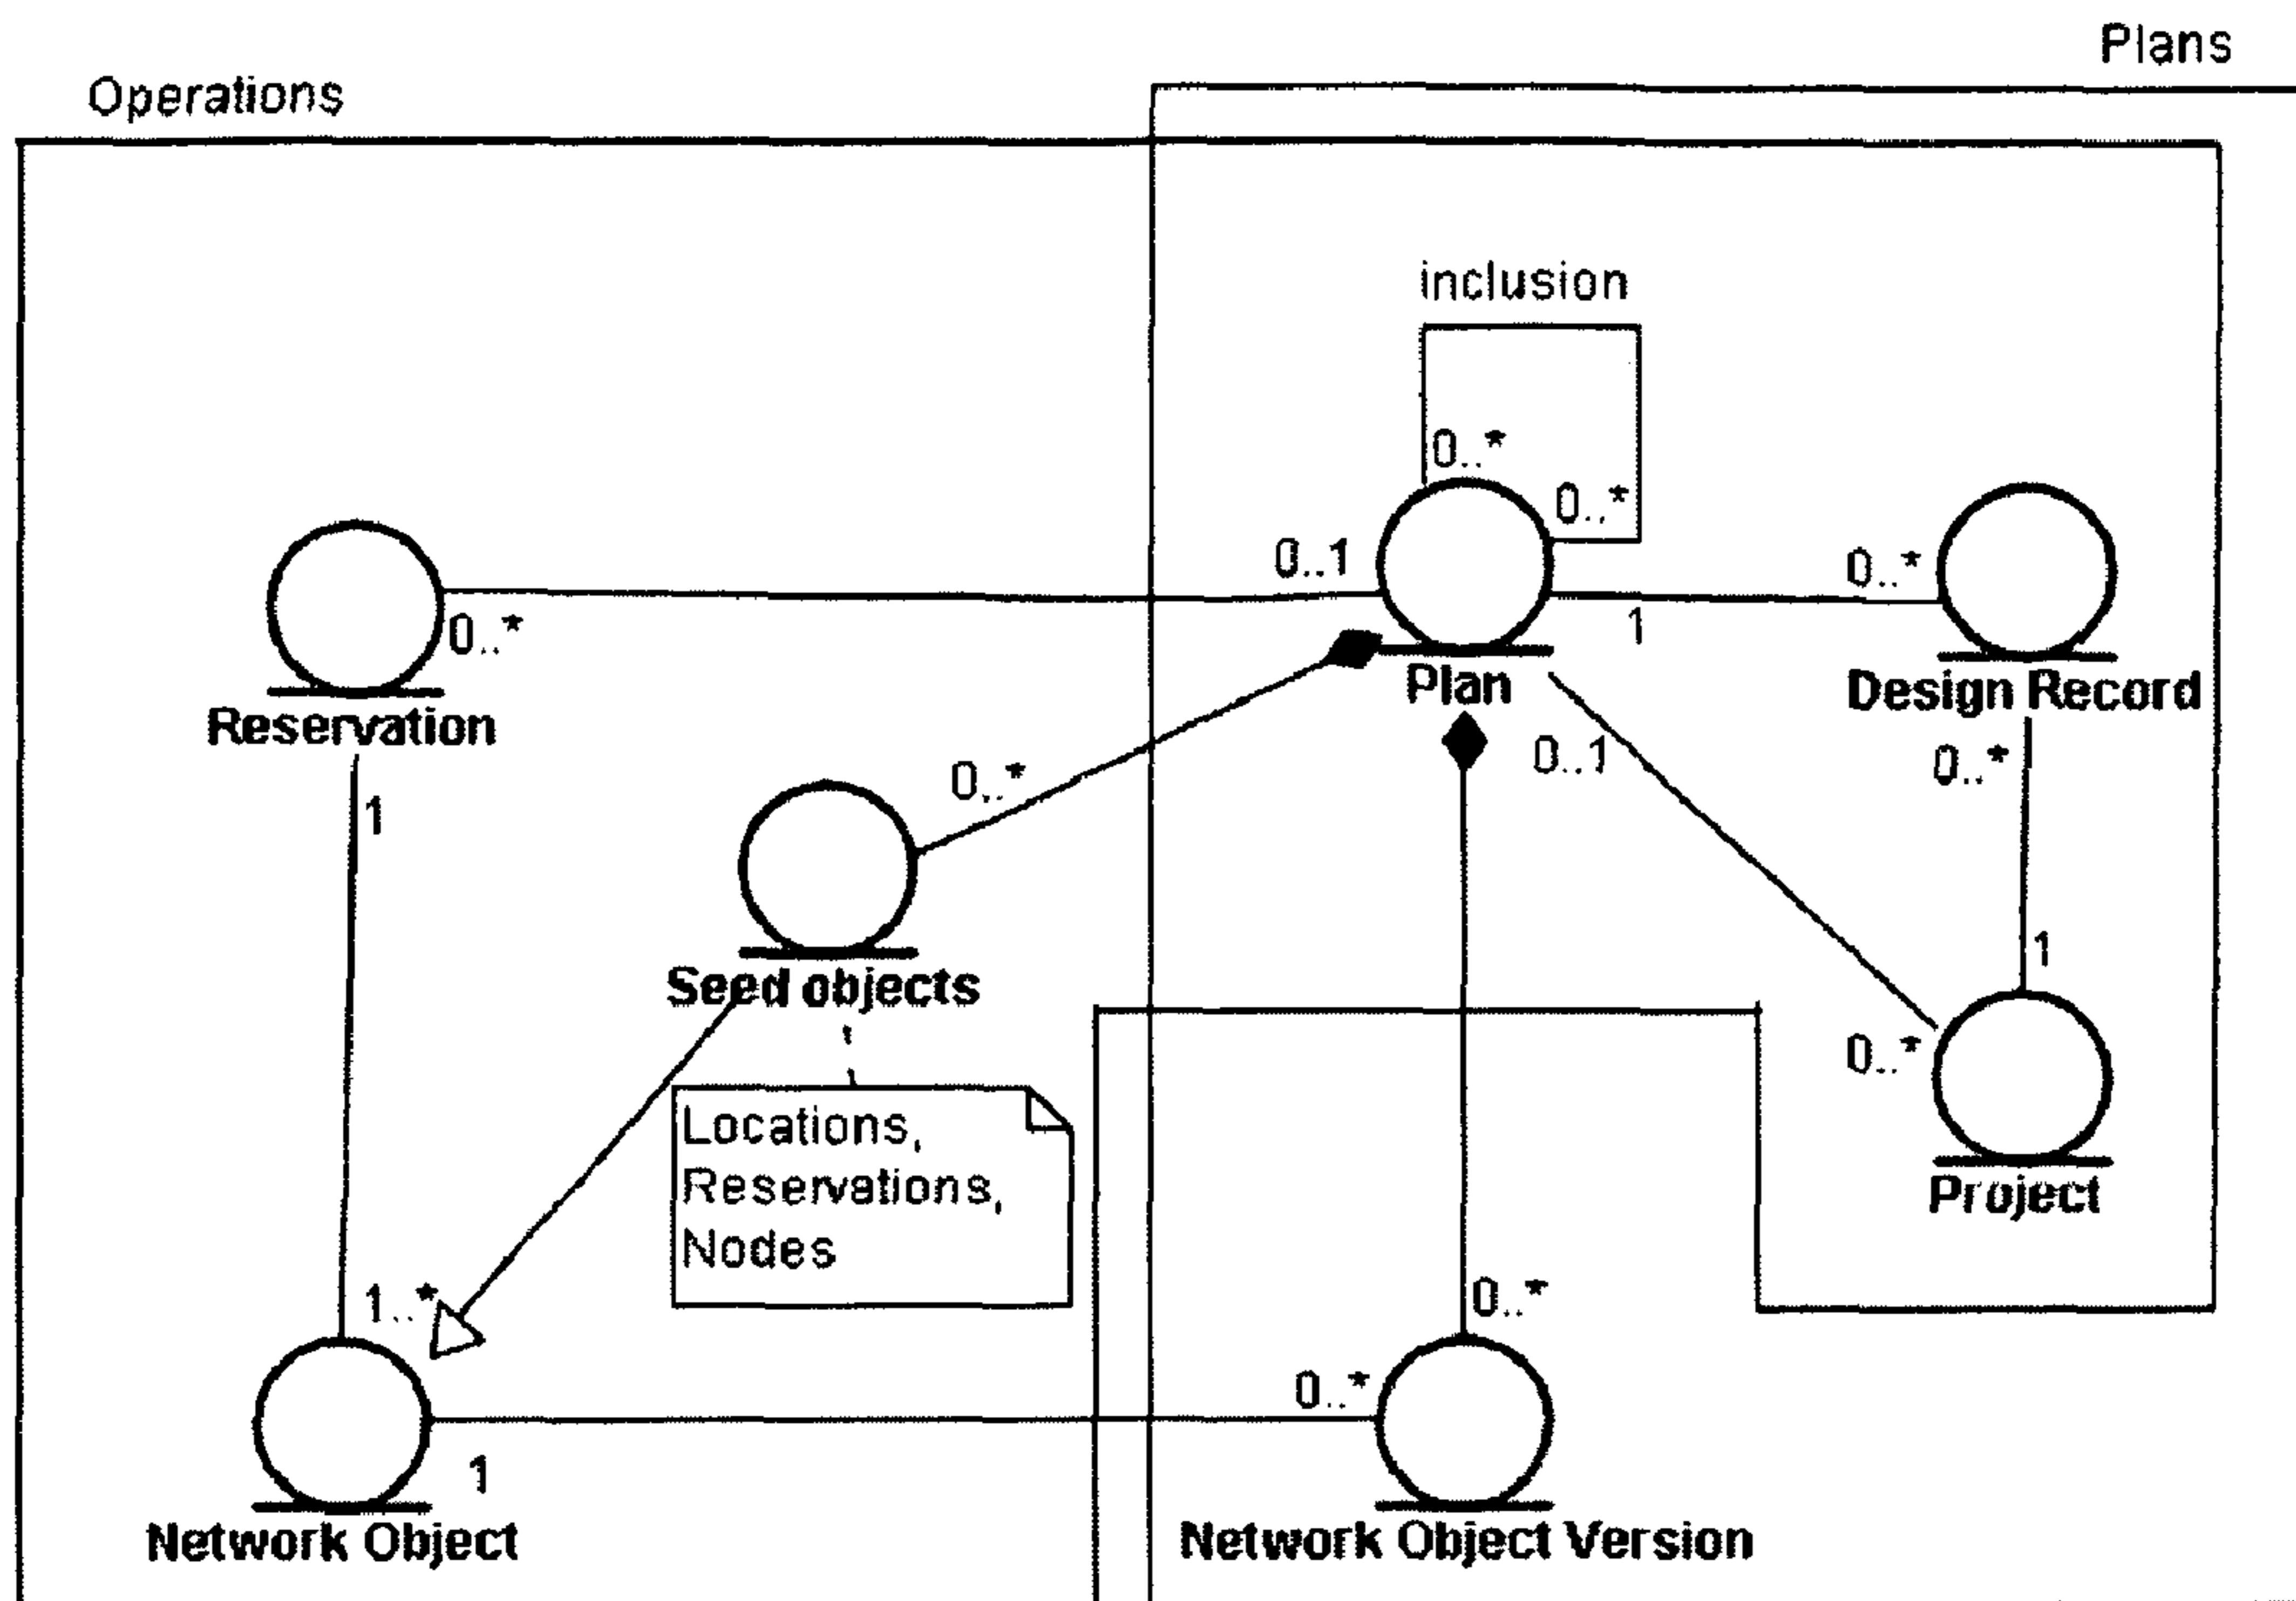 Plans
Operations
inclusion
0..*
0..*
0..1
0..*
0..*
1
Plan
Design Record
Reservation
0..1
0..*
0..*
1
1
Seed objects
0..*
Locations,
Reservations,
Nodes
Project
1..*
0..*
0..*
1
Network Object
Network Object Version